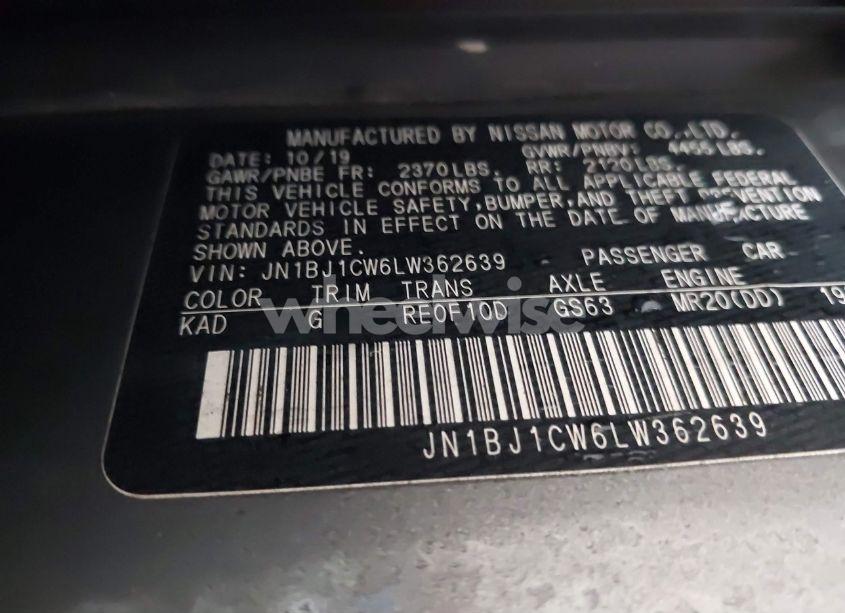 MANUFACTURED BY NISSAN MOTOR CO.,LTD.
DATE: 10/19 GVWR/PNBV: 4455LBS.
GAWR/PNBE FR: 2370LBS. RR: 2120LBS.
THIS VEHICLE CONFORMS TO ALL APPLICABLE FEDERAL
MOTOR VEHICLE SAFETY,BUMPER,AND THEFT PREVENTION
STANDARDS IN EFFECT ON THE DATE OF MANUFACTURE
SHOWN ABOVE.
VIN: JN1BJ1CW6LW362639 PASSENGER CAR
COLOR TRIM TRANS AXLE ENGINE
KAD G RE0F10D GS63 MR20(DD) 19
wheelwise
JN1BJ1CW6LW362639